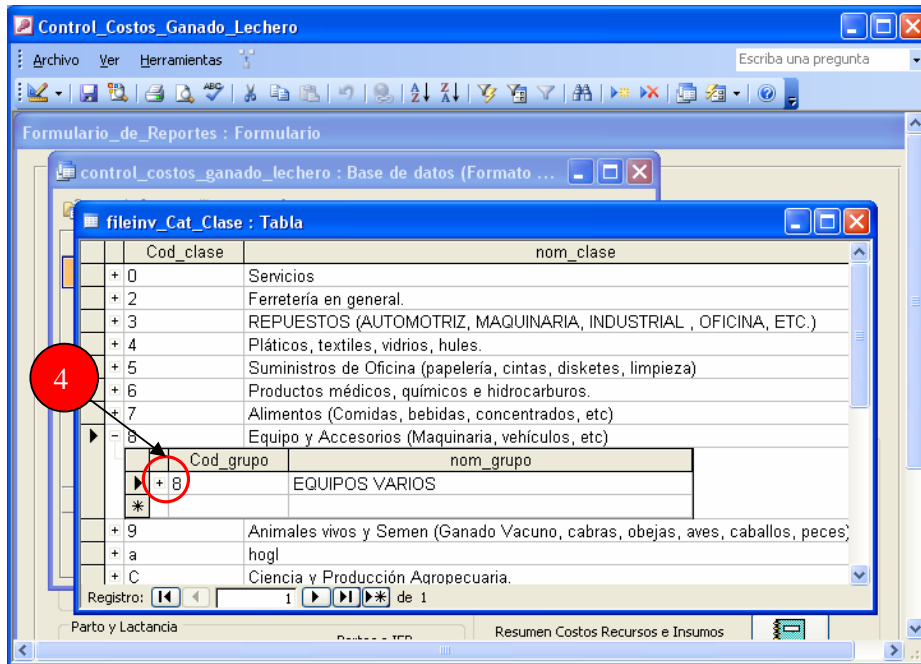 Control_Costos_Ganado_Lechero
Archivo Ver Herramientas
Escriba una pregunta
Formulario_de_Reportes : Formulario
control_costos_ganado_lechero : Base de datos (Formato ...
fileinv_Cat_Clase : Tabla
Cod_clase nom_clase
+ 0 Servicios
+ 2 Ferretería en general.
+ 3 REPUESTOS (AUTOMOTRIZ, MAQUINARIA, INDUSTRIAL , OFICINA, ETC.)
+ 4 Pláticos, textiles, vidrios, hules.
+ 5 Suministros de Oficina (papelería, cintas, disketes, limpieza)
+ 6 Productos médicos, químicos e hidrocarburos.
4
+ 7 Alimentos (Comidas, bebidas, concentrados, etc)
- 8 Equipo y Accesorios (Maquinaria, vehículos, etc)
Cod_grupo nom_grupo
+ 8 EQUIPOS VARIOS
+ 9 Animales vivos y Semen (Ganado Vacuno, cabras, obejas, aves, caballos, peces)
+ a hogl
+ C Ciencia y Producción Agropecuaria.
Registro: 1 de 1
Parto y Lactancia
Resumen Costos Recursos e Insumos